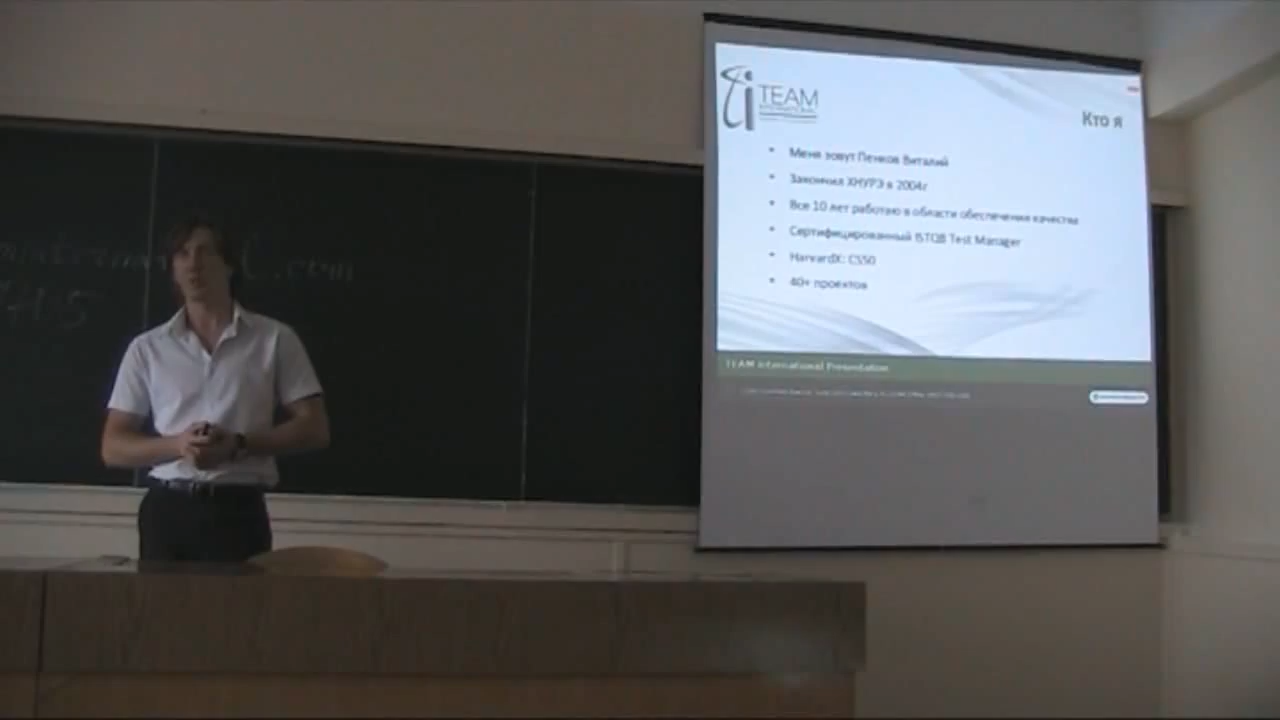 TEAM
INTERNATIONAL
Кто я
Меня зовут Пенков Виталий
Закончил ХНУРЭ в 2004г
Все 10 лет работаю в области обеспечения качества
Сертифицированный ISTQB Test Manager
HarvardX: CS50
40+ проектов
TEAM International Presentation